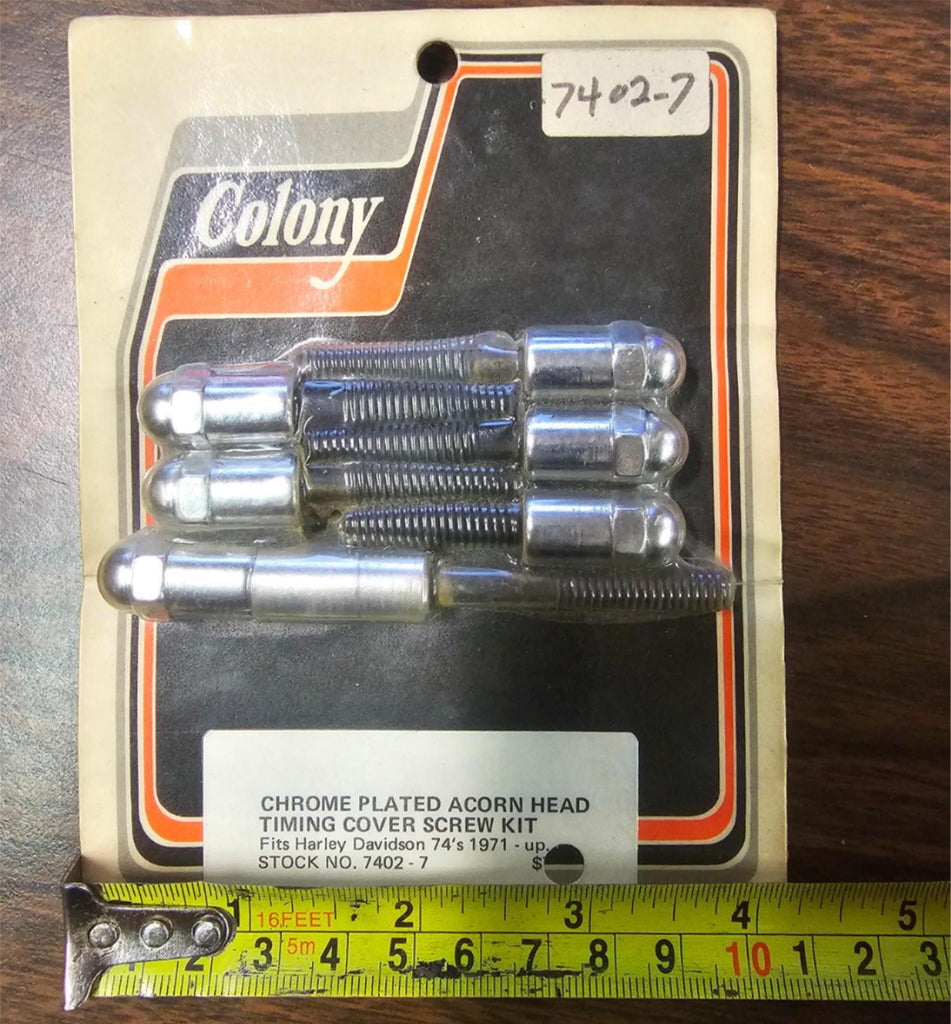 7402-7
Colony
CHROME PLATED ACORN HEAD
TIMING COVER SCREW KIT
Fits Harley Davidson 74's 1971 - up.
STOCK NO. 7402 - 7 $
1 16FEET 2 3 4 5
1 2 3 5m 4 5 6 7 8 9 10 1 2 3